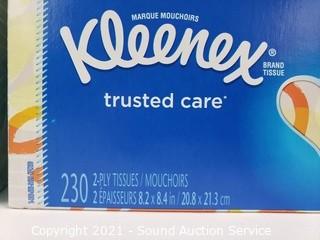 MARQUE MOUCHOIRS
Kleenex®
BRAND
TISSUE
trusted care*
230 2-PLY TISSUES / MOUCHOIRS
2 ÉPAISSEURS 8.2 x 8.4 in / 20.8 x 21.3 cm
Copyright 2021 - Sound Auction Service